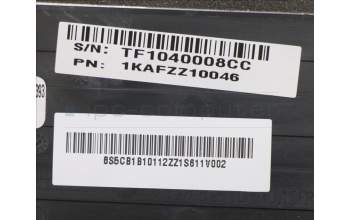 S/N: TF1040008CC
PN: 1KAFZZ10046
8S5CB1B10112ZZ1S611V002